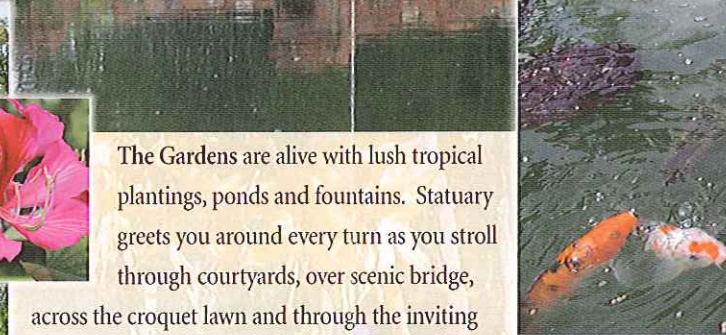 The Gardens are alive with lush tropical
plantings, ponds and fountains. Statuary
greets you around every turn as you stroll
through courtyards, over scenic bridge,
across the croquet lawn and through the inviting